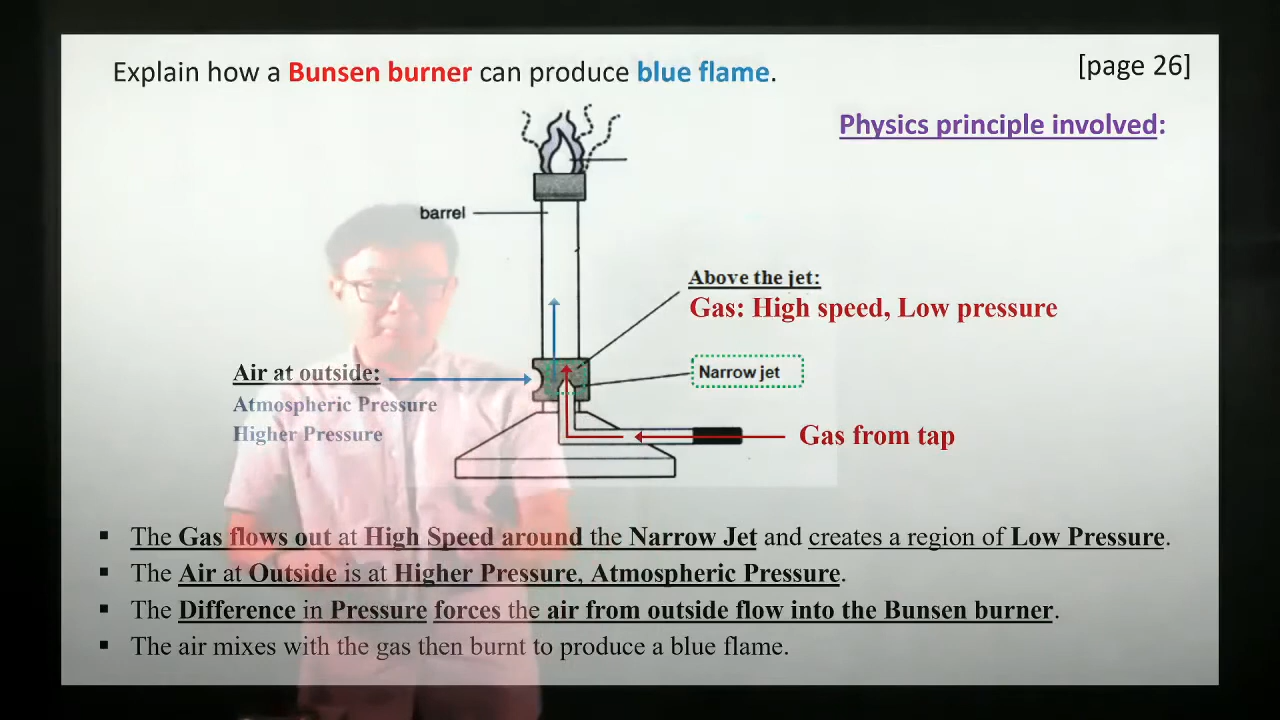 Explain how a Bunsen burner can produce blue flame.
[page 26]
Physics principle involved:
barrel
Above the jet:
Gas: High speed, Low pressure
Air at outside:
Narrow jet
Atmospheric Pressure
Higher Pressure
Gas from tap
▪ The Gas flows out at High Speed around the Narrow Jet and creates a region of Low Pressure.
▪ The Air at Outside is at Higher Pressure, Atmospheric Pressure.
▪ The Difference in Pressure forces the air from outside flow into the Bunsen burner.
▪ The air mixes with the gas then burnt to produce a blue flame.